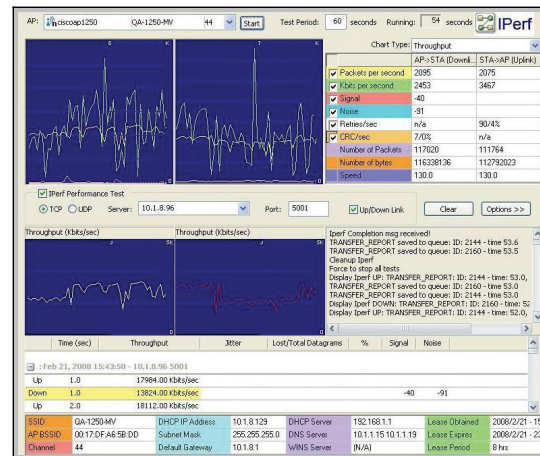 AP: ciscoap1250 QA-1250-MV 44 Start Test Period: 60 seconds Running: 54 seconds IPerf
Chart Type: Throughput
6 K
7 K
0
0
AP->STA (Downli... STA->AP (Uplink)
Packets per second 2095 2075
Kbits per second 2453 3467
Signal -40
Noise -91
Retries/sec n/a 90/4%
CRC/sec 7/0% n/a
Number of Packets 117020 111764
Number of bytes 116338136 112792023
Speed 130.0 130.0
IPerf Performance Test
TCP UDP Server: 10.1.8.96 Port: 5001 Up/Down Link Clear Options >>
Throughput (Kbits/sec) Throughput (Kbits/sec)
0
0
Iperf Completion msg received!
TRANSFER_REPORT saved to queue: ID: 2144 - time 53.6
TRANSFER_REPORT saved to queue: ID: 2160 - time 53.5
Cleanup Iperf
Force to stop all tests
Display Iperf UP: TRANSFER_REPORT: ID: 2144 - time: 53.0,
TRANSFER_REPORT saved to queue: ID: 2160 - time 53.0
TRANSFER_REPORT saved to queue: ID: 2144 - time 53.0
Display Iperf DOWN: TRANSFER_REPORT: ID: 2160 - time: 52
Display Iperf UP: TRANSFER_REPORT: ID: 2144 - time: 52.0,
Time (sec) Throughput Jitter Lost/Total Datagrams % Signal Noise
: Feb 21, 2008 15:43:50 - 10.1.8.96 5001
Up 1.0 17984.00 Kbits/sec
Down 1.0 13824.00 Kbits/sec -40 -91
Up 2.0 18112.00 Kbits/sec
SSID QA-1250-MV DHCP IP Address 10.1.8.129 DHCP Server 192.168.1.1 Lease Obtained 2008/2/21 - 15
AP BSSID 00:17:DF:A6:5B:DD Subnet Mask 255.255.255.0 DNS Server 10.1.1.15 10.1.1.19 Lease Expires 2008/2/21 - 23
Channel 44 Default Gateway 10.1.8.1 WINS Server (N/A) Lease Period 8 hrs